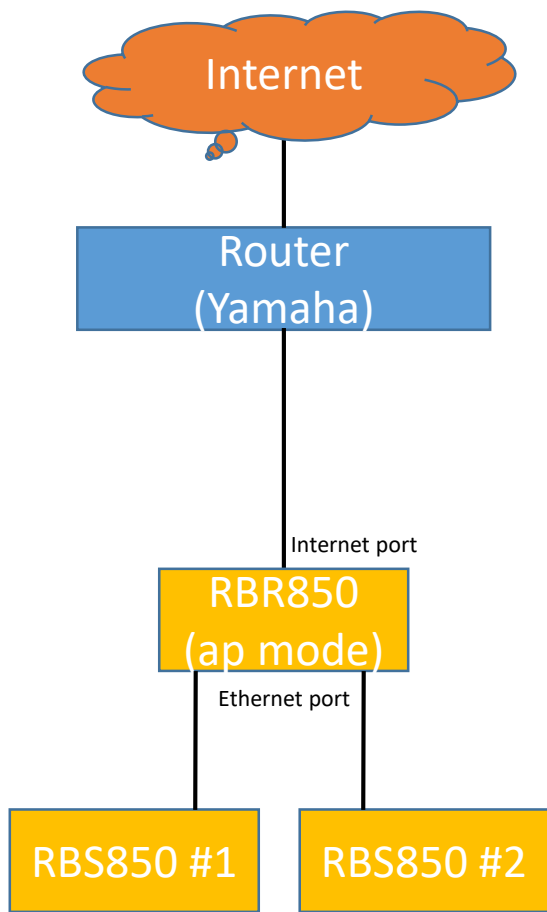 Internet
Router
(Yamaha)
Internet port
RBR850
(ap mode)
Ethernet port
RBS850 #1
RBS850 #2